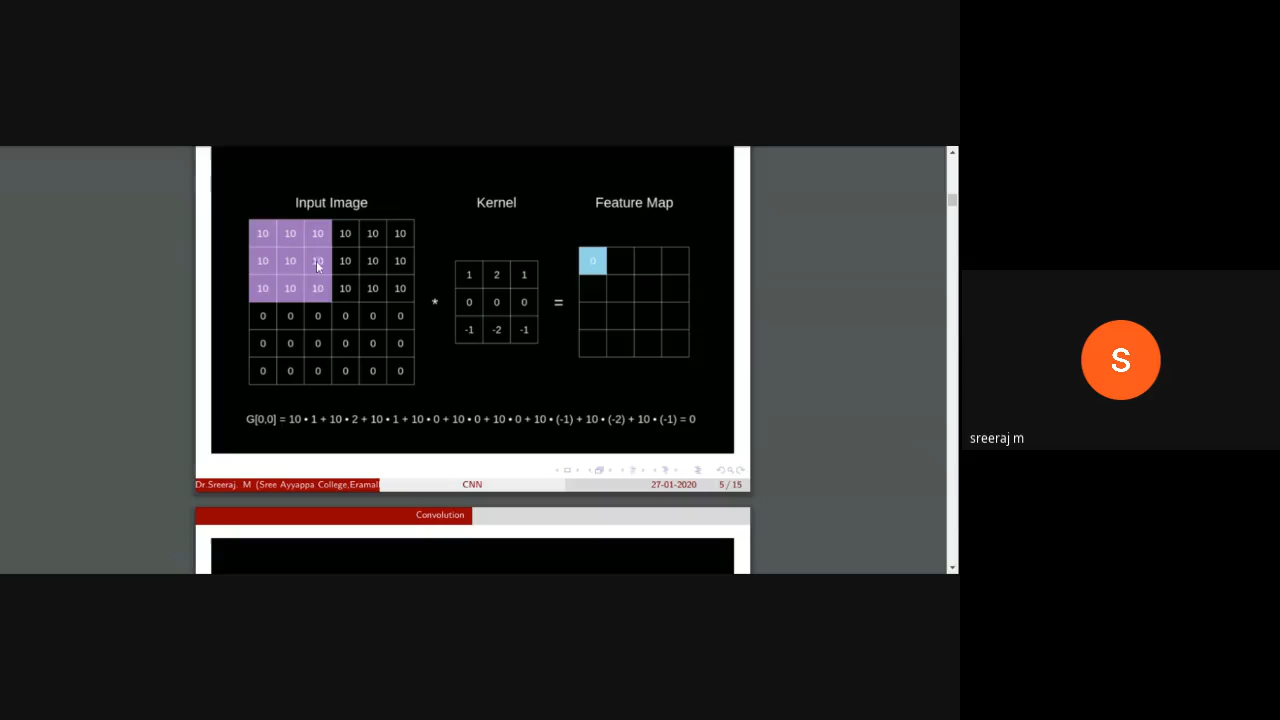 Input Image Kernel Feature Map
10 10 10 10 10 10
10 10 10 10 10 10
10 10 10 10 10 10
0 0 0 0 0 0
0 0 0 0 0 0
0 0 0 0 0 0
*
1 2 1
0 0 0
-1 -2 -1
=
0
G[0,0] = 10 • 1 + 10 • 2 + 10 • 1 + 10 • 0 + 10 • 0 + 10 • 0 + 10 • (-1) + 10 • (-2) + 10 • (-1) = 0
Dr.Sreeraj. M (Sree Ayyappa College,Eramall CNN 27-01-2020 5 / 15
Convolution
S
sreeraj m